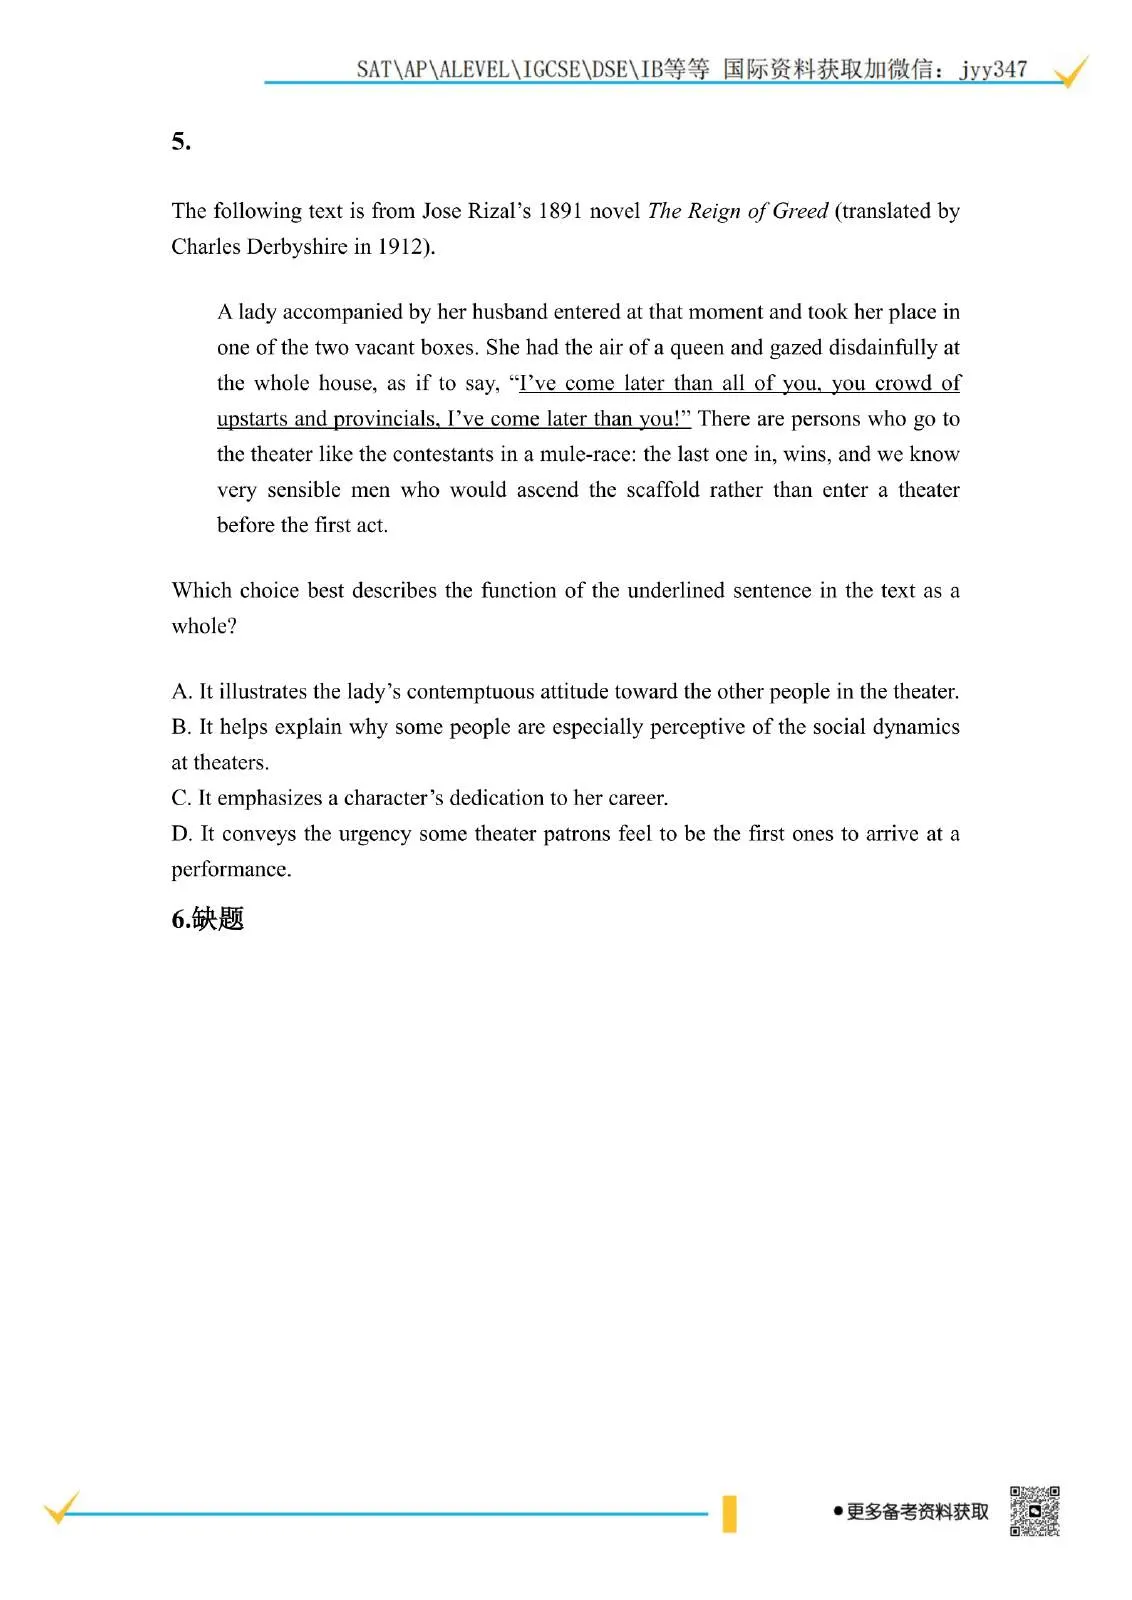 SAT\AP\ALEVEL\IGCSE\DSE\IB等等 国际资料获取加微信：jyy347
5.
The following text is from Jose Rizal’s 1891 novel The Reign of Greed (translated by
Charles Derbyshire in 1912).
A lady accompanied by her husband entered at that moment and took her place in
one of the two vacant boxes. She had the air of a queen and gazed disdainfully at
the whole house, as if to say, “I’ve come later than all of you, you crowd of
upstarts and provincials, I’ve come later than you!” There are persons who go to
the theater like the contestants in a mule-race: the last one in, wins, and we know
very sensible men who would ascend the scaffold rather than enter a theater
before the first act.
Which choice best describes the function of the underlined sentence in the text as a
whole?
A. It illustrates the lady’s contemptuous attitude toward the other people in the theater.
B. It helps explain why some people are especially perceptive of the social dynamics
at theaters.
C. It emphasizes a character’s dedication to her career.
D. It conveys the urgency some theater patrons feel to be the first ones to arrive at a
performance.
6.缺题
●更多备考资料获取